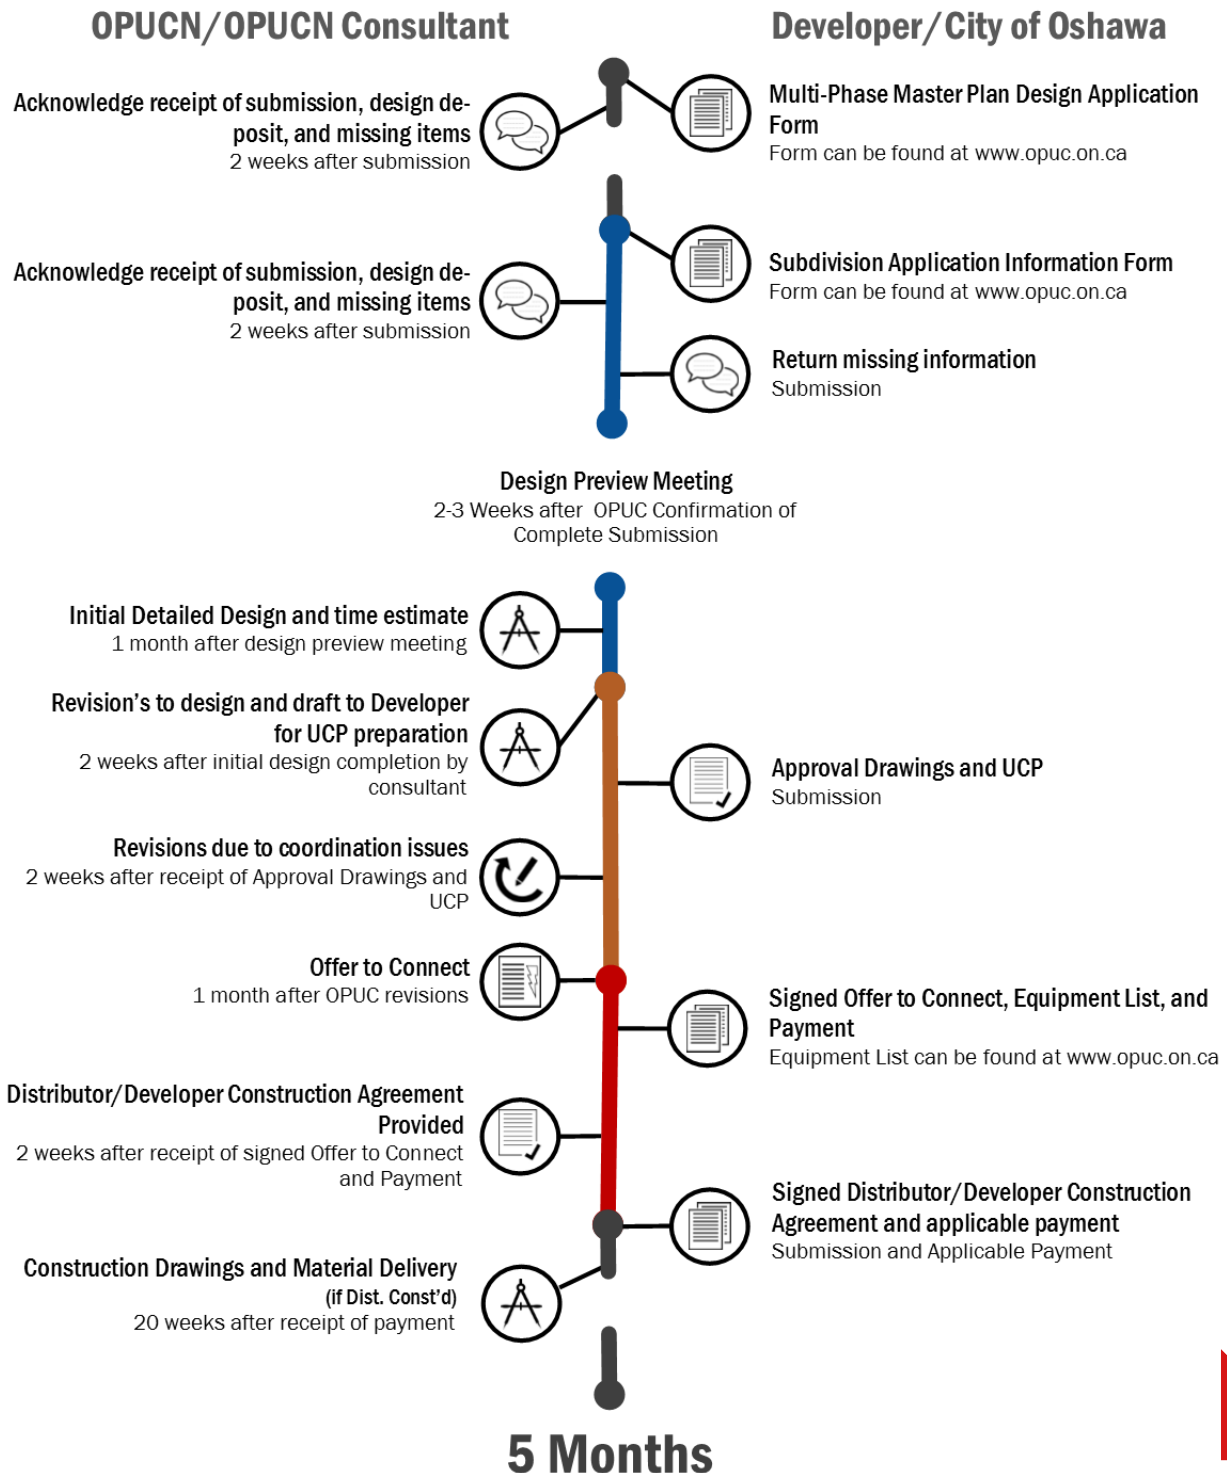 OPUCN/OPUCN Consultant
Developer/City of Oshawa
Acknowledge receipt of submission, design de-
posit, and missing items
2 weeks after submission
Multi-Phase Master Plan Design Application
Form
Form can be found at www.opuc.on.ca
Acknowledge receipt of submission, design de-
posit, and missing items
2 weeks after submission
Subdivision Application Information Form
Form can be found at www.opuc.on.ca
Return missing information
Submission
Design Preview Meeting
2-3 Weeks after OPUC Confirmation of
Complete Submission
Initial Detailed Design and time estimate
1 month after design preview meeting
Revision's to design and draft to Developer
for UCP preparation
2 weeks after initial design completion by
consultant
Approval Drawings and UCP
Submission
Revisions due to coordination issues
2 weeks after receipt of Approval Drawings and
UCP
Offer to Connect
1 month after OPUC revisions
Signed Offer to Connect, Equipment List, and
Payment
Equipment List can be found at www.opuc.on.ca
Distributor/Developer Construction Agreement
Provided
2 weeks after receipt of signed Offer to Connect
and Payment
Signed Distributor/Developer Construction
Agreement and applicable payment
Submission and Applicable Payment
Construction Drawings and Material Delivery
(if Dist. Const'd)
20 weeks after receipt of payment
5 Months